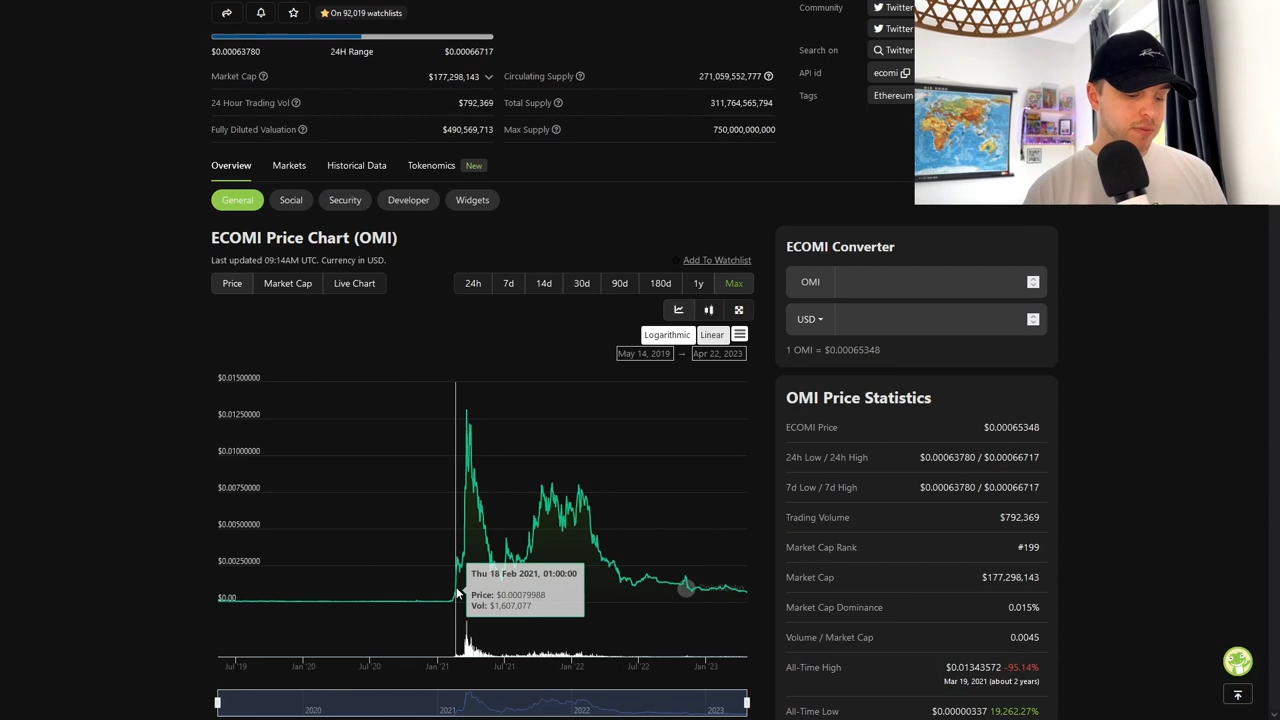 On 92,019 watchlists
$0.00063780 24H Range $0.00066717
Market Cap $177,298,143
24 Hour Trading Vol $792,369
Fully Diluted Valuation $490,569,713
Circulating Supply 271,059,552,777
Total Supply 311,764,565,794
Max Supply 750,000,000,000
Community Twitter
Twitter
Search on Twitter
API id ecomi
Tags Ethereum
Overview Markets Historical Data Tokenomics New
General Social Security Developer Widgets
ECOMI Price Chart (OMI)
Last updated 09:14AM UTC. Currency in USD.
Add To Watchlist
Price Market Cap Live Chart
24h 7d 14d 30d 90d 180d 1y Max
Logarithmic Linear
May 14, 2019 → Apr 22, 2023
$0.01500000
$0.01250000
$0.01000000
$0.00750000
$0.00500000
$0.00250000
$0.00
Thu 18 Feb 2021, 01:00:00
Price: $0.00079988
Vol: $1,607,077
Jul '19 Jan '20 Jul '20 Jan '21 Jul '21 Jan '22 Jul '22 Jan '23
2020 2021 2022 2023
ECOMI Converter
OMI
USD
1 OMI = $0.00065348
OMI Price Statistics
ECOMI Price $0.00065348
24h Low / 24h High $0.00063780 / $0.00066717
7d Low / 7d High $0.00063780 / $0.00066717
Trading Volume $792,369
Market Cap Rank #199
Market Cap $177,298,143
Market Cap Dominance 0.015%
Volume / Market Cap 0.0045
All-Time High $0.01343572 -95.14%
Mar 19, 2021 (about 2 years)
All-Time Low $0.00000337 19,262.27%